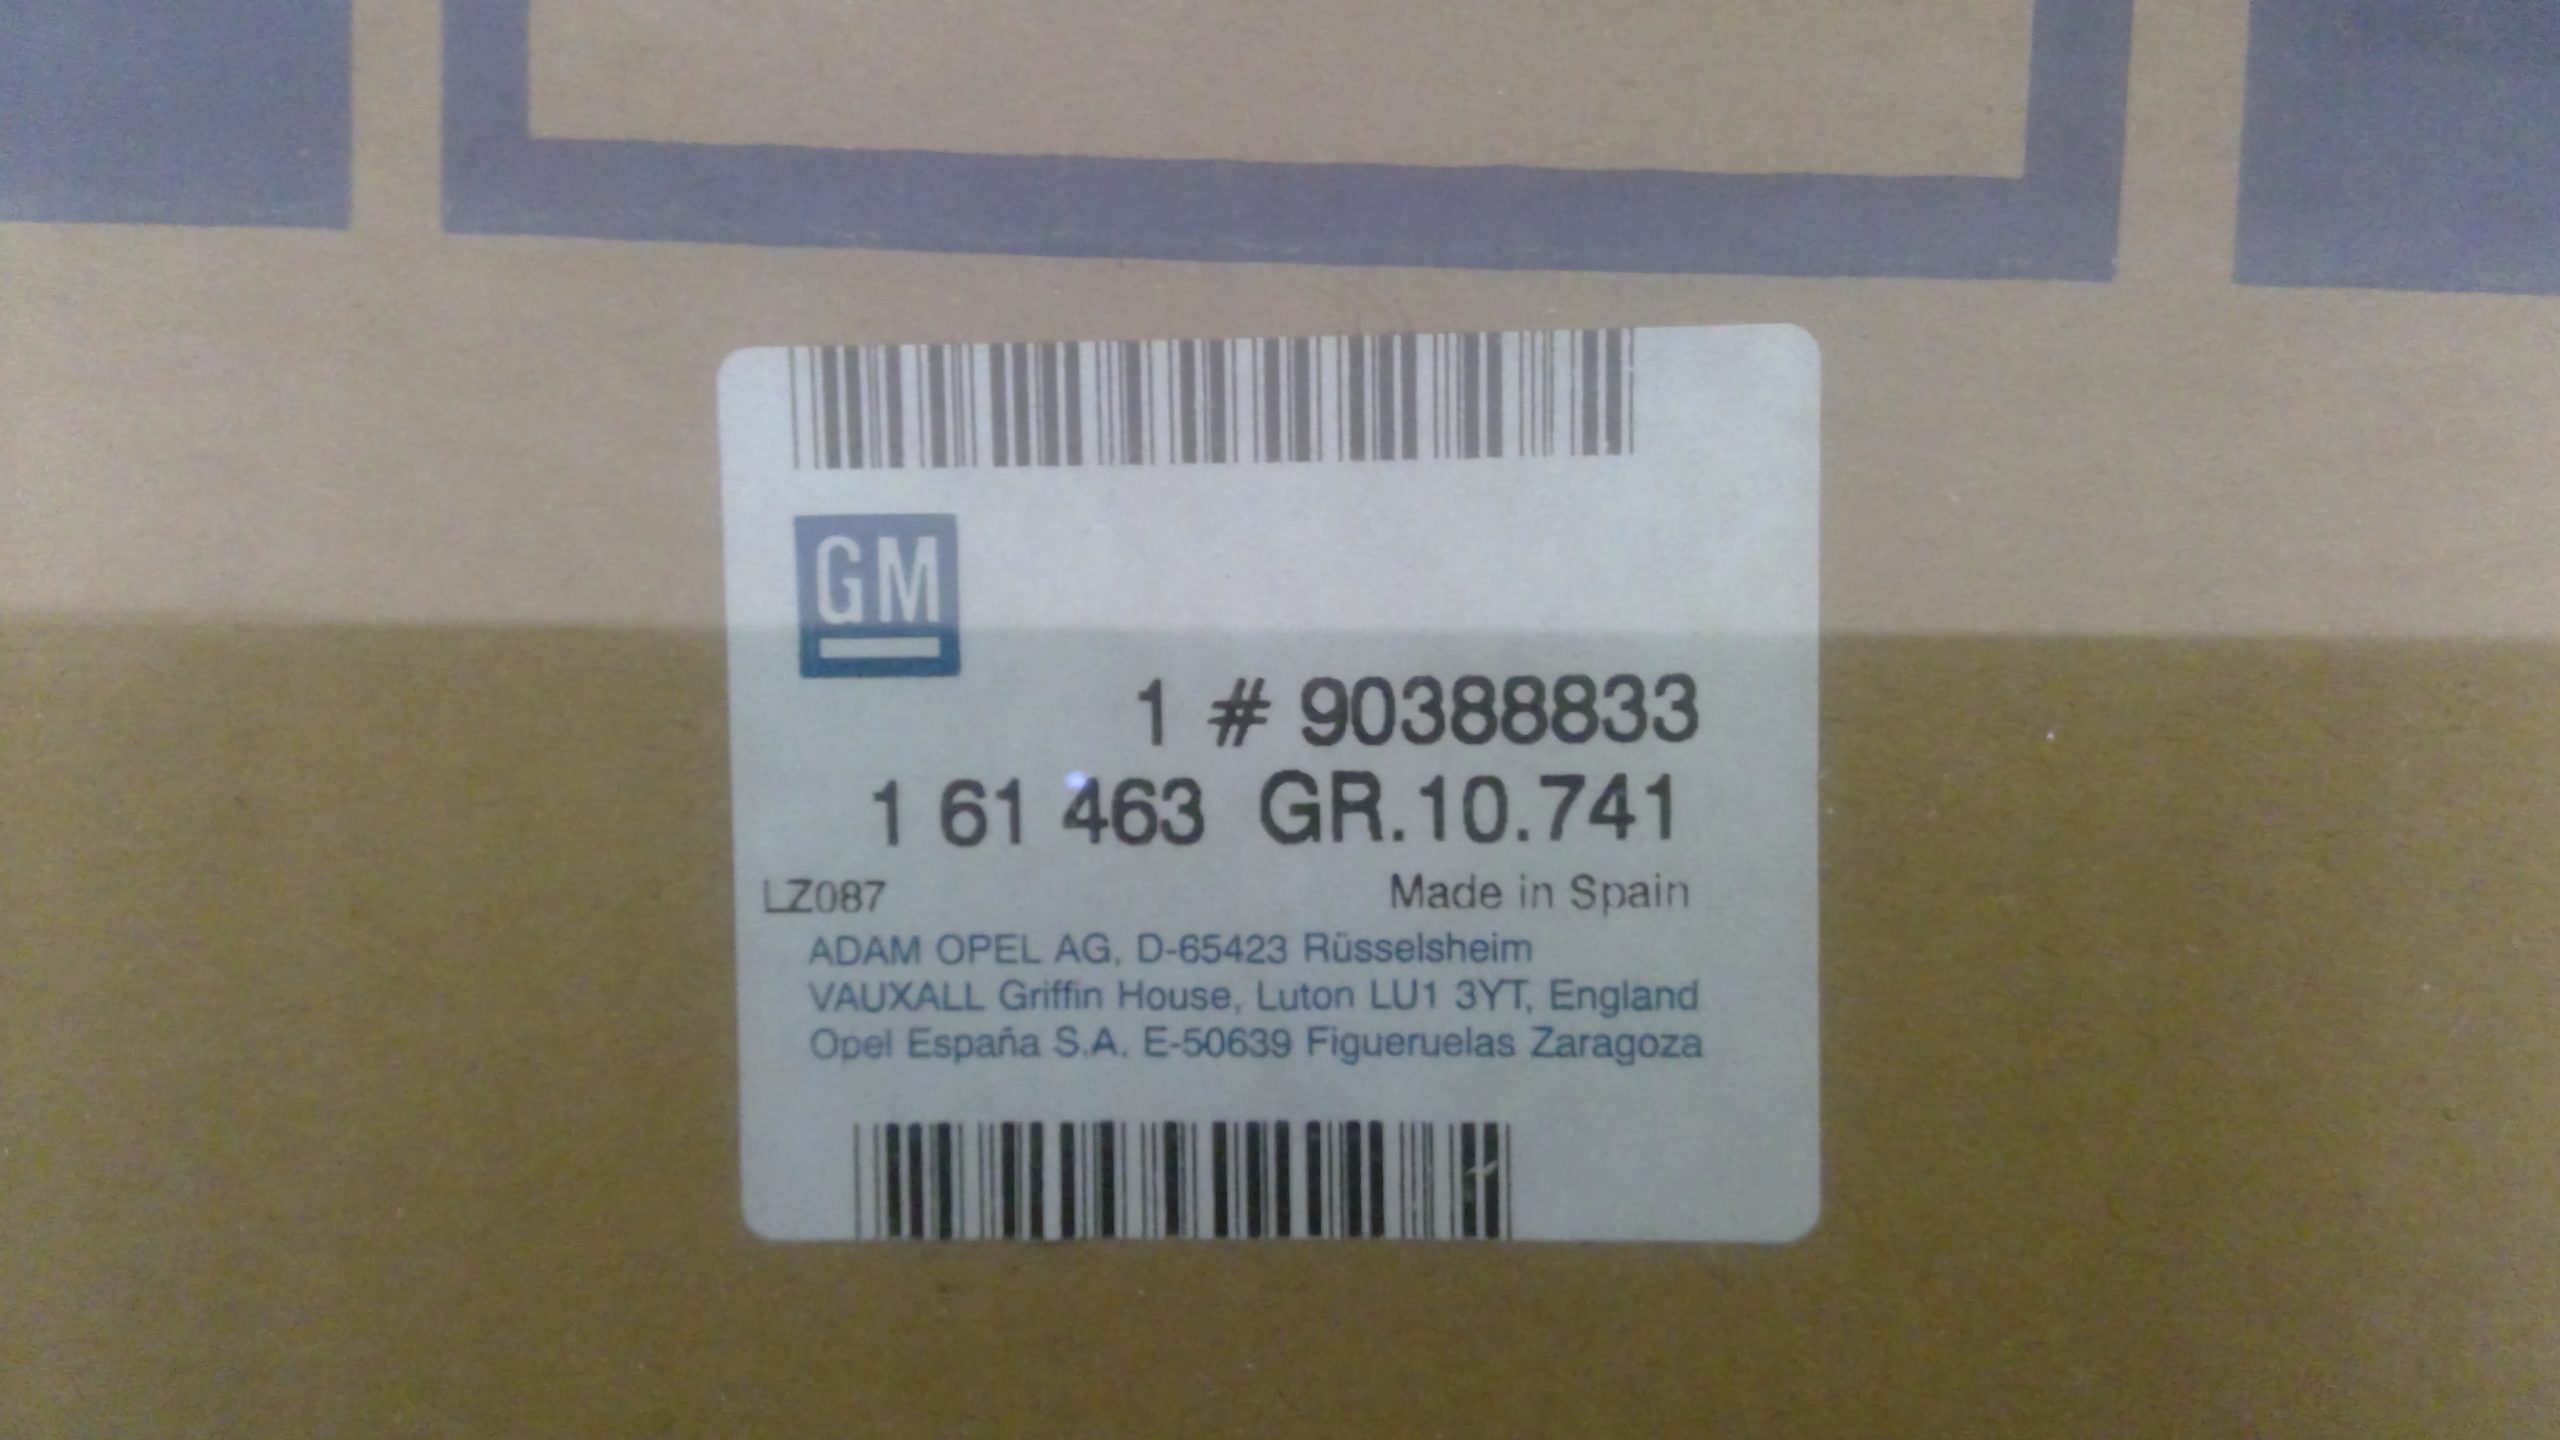 GM
1 # 90388833
1 61 463 GR.10.741
LZ087 Made in Spain
ADAM OPEL AG, D-65423 Rüsselsheim
VAUXALL Griffin House, Luton LU1 3YT, England
Opel España S.A. E-50639 Figueruelas Zaragoza